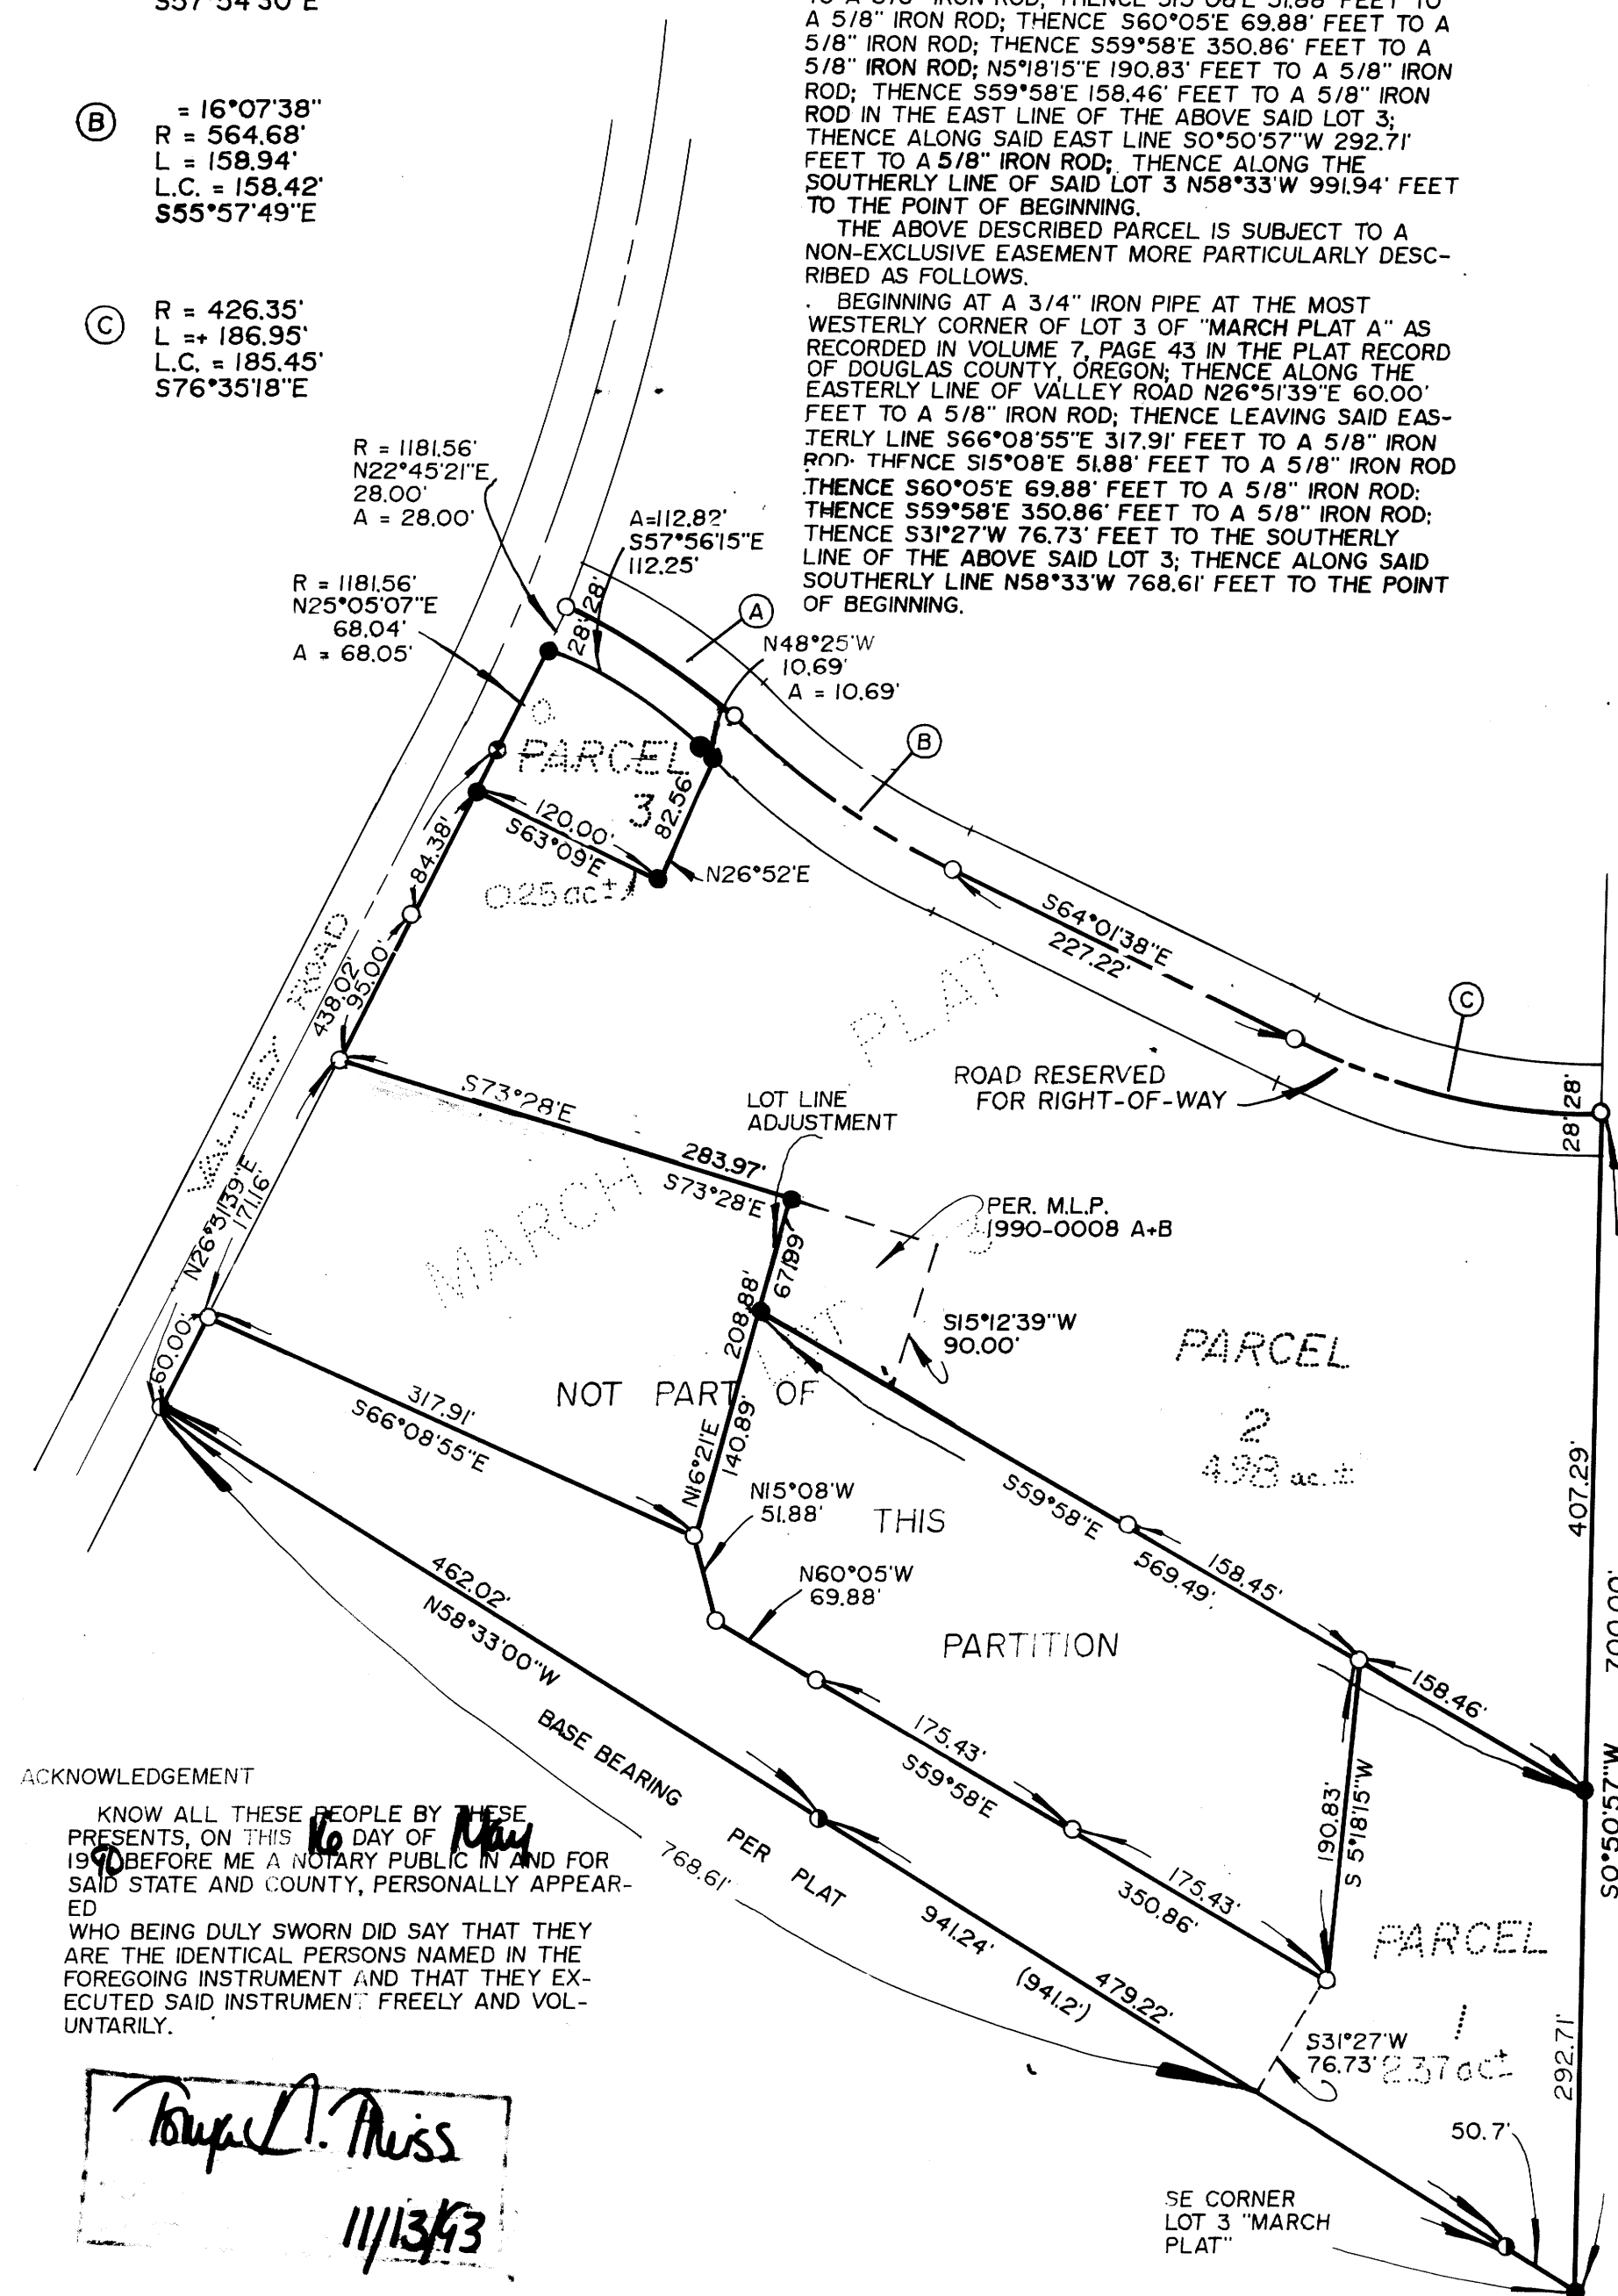 S57°54'30"E
A 5/8" IRON ROD; THENCE S60°05'E 69.88' FEET TO A
5/8" IRON ROD; THENCE S59°58'E 350.86' FEET TO A
5/8" IRON ROD; N5°18'15"E 190.83' FEET TO A 5/8" IRON
ROD; THENCE S59°58'E 158.46' FEET TO A 5/8" IRON
ROD IN THE EAST LINE OF THE ABOVE SAID LOT 3;
THENCE ALONG SAID EAST LINE S0°50'57"W 292.71'
FEET TO A 5/8" IRON ROD; THENCE ALONG THE
SOUTHERLY LINE OF SAID LOT 3 N58°33'W 991.94' FEET
TO THE POINT OF BEGINNING.
THE ABOVE DESCRIBED PARCEL IS SUBJECT TO A
NON-EXCLUSIVE EASEMENT MORE PARTICULARLY DESC-
RIBED AS FOLLOWS.
BEGINNING AT A 3/4" IRON PIPE AT THE MOST
WESTERLY CORNER OF LOT 3 OF "MARCH PLAT A" AS
RECORDED IN VOLUME 7, PAGE 43 IN THE PLAT RECORD
OF DOUGLAS COUNTY, OREGON; THENCE ALONG THE
EASTERLY LINE OF VALLEY ROAD N26°51'39"E 60.00'
FEET TO A 5/8" IRON ROD; THENCE LEAVING SAID EAS-
TERLY LINE S66°08'55"E 317.91' FEET TO A 5/8" IRON
ROD; THENCE S15°08'E 51.88' FEET TO A 5/8" IRON ROD
THENCE S60°05'E 69.88' FEET TO A 5/8" IRON ROD;
THENCE S59°58'E 350.86' FEET TO A 5/8" IRON ROD;
THENCE S31°27'W 76.73' FEET TO THE SOUTHERLY
LINE OF THE ABOVE SAID LOT 3; THENCE ALONG SAID
SOUTHERLY LINE N58°33'W 768.61' FEET TO THE POINT
OF BEGINNING.
B
= 16°07'38"
R = 564.68'
L = 158.94'
L.C. = 158.42'
S55°57'49"E
C
R = 426.35'
L =+ 186.95'
L.C. = 185.45'
S76°35'18"E
R = 1181.56'
N22°45'21"E
28.00'
A = 28.00'
A=112.82'
S57°56'15"E
112.25'
R = 1181.56'
N25°05'07"E
68.04'
A = 68.05'
28' 28'
A
N48°25'W
10.69'
A = 10.69'
B
PARCEL
3
120.00'
S63°09'E
82.56
N26°52'E
0.25 ac±
84.38'
95.00'
438.02'
VALLEY ROAD
S64°01'38"E
227.22'
C
PLAT
ROAD RESERVED
FOR RIGHT-OF-WAY
28' 28'
S73°28'E
283.97'
S73°28'E
LOT LINE
ADJUSTMENT
MARCH
PER. M.L.P.
1990-0008 A+B
67.99'
208.88'
S15°12'39"W
90.00'
N26°51'39"E
171.16'
60.00'
PARCEL
2
4.98 ac.±
NOT PART OF
317.91'
S66°08'55"E
N16°21'E
140.89'
N15°08'W
51.88'
THIS
S59°58'E
569.49'
158.45'
407.29'
N60°05'W
69.88'
PARTITION
158.46'
700.00'
S0°50'57"W
462.02'
N58°33'00"W
BASE BEARING
PER PLAT
175.43'
S59°58'E
190.83'
S 5°18'15"W
768.61'
941.24'
(941.2')
175.43'
350.86'
479.22'
PARCEL
1
2.37 ac±
S31°27'W
76.73'
292.71'
50.7'
SE CORNER
LOT 3 "MARCH
PLAT"
ACKNOWLEDGEMENT
KNOW ALL THESE PEOPLE BY THESE
PRESENTS, ON THIS 16 DAY OF May
1990 BEFORE ME A NOTARY PUBLIC IN AND FOR
SAID STATE AND COUNTY, PERSONALLY APPEAR-
ED
WHO BEING DULY SWORN DID SAY THAT THEY
ARE THE IDENTICAL PERSONS NAMED IN THE
FOREGOING INSTRUMENT AND THAT THEY EX-
ECUTED SAID INSTRUMENT FREELY AND VOL-
UNTARILY.
11/13/93